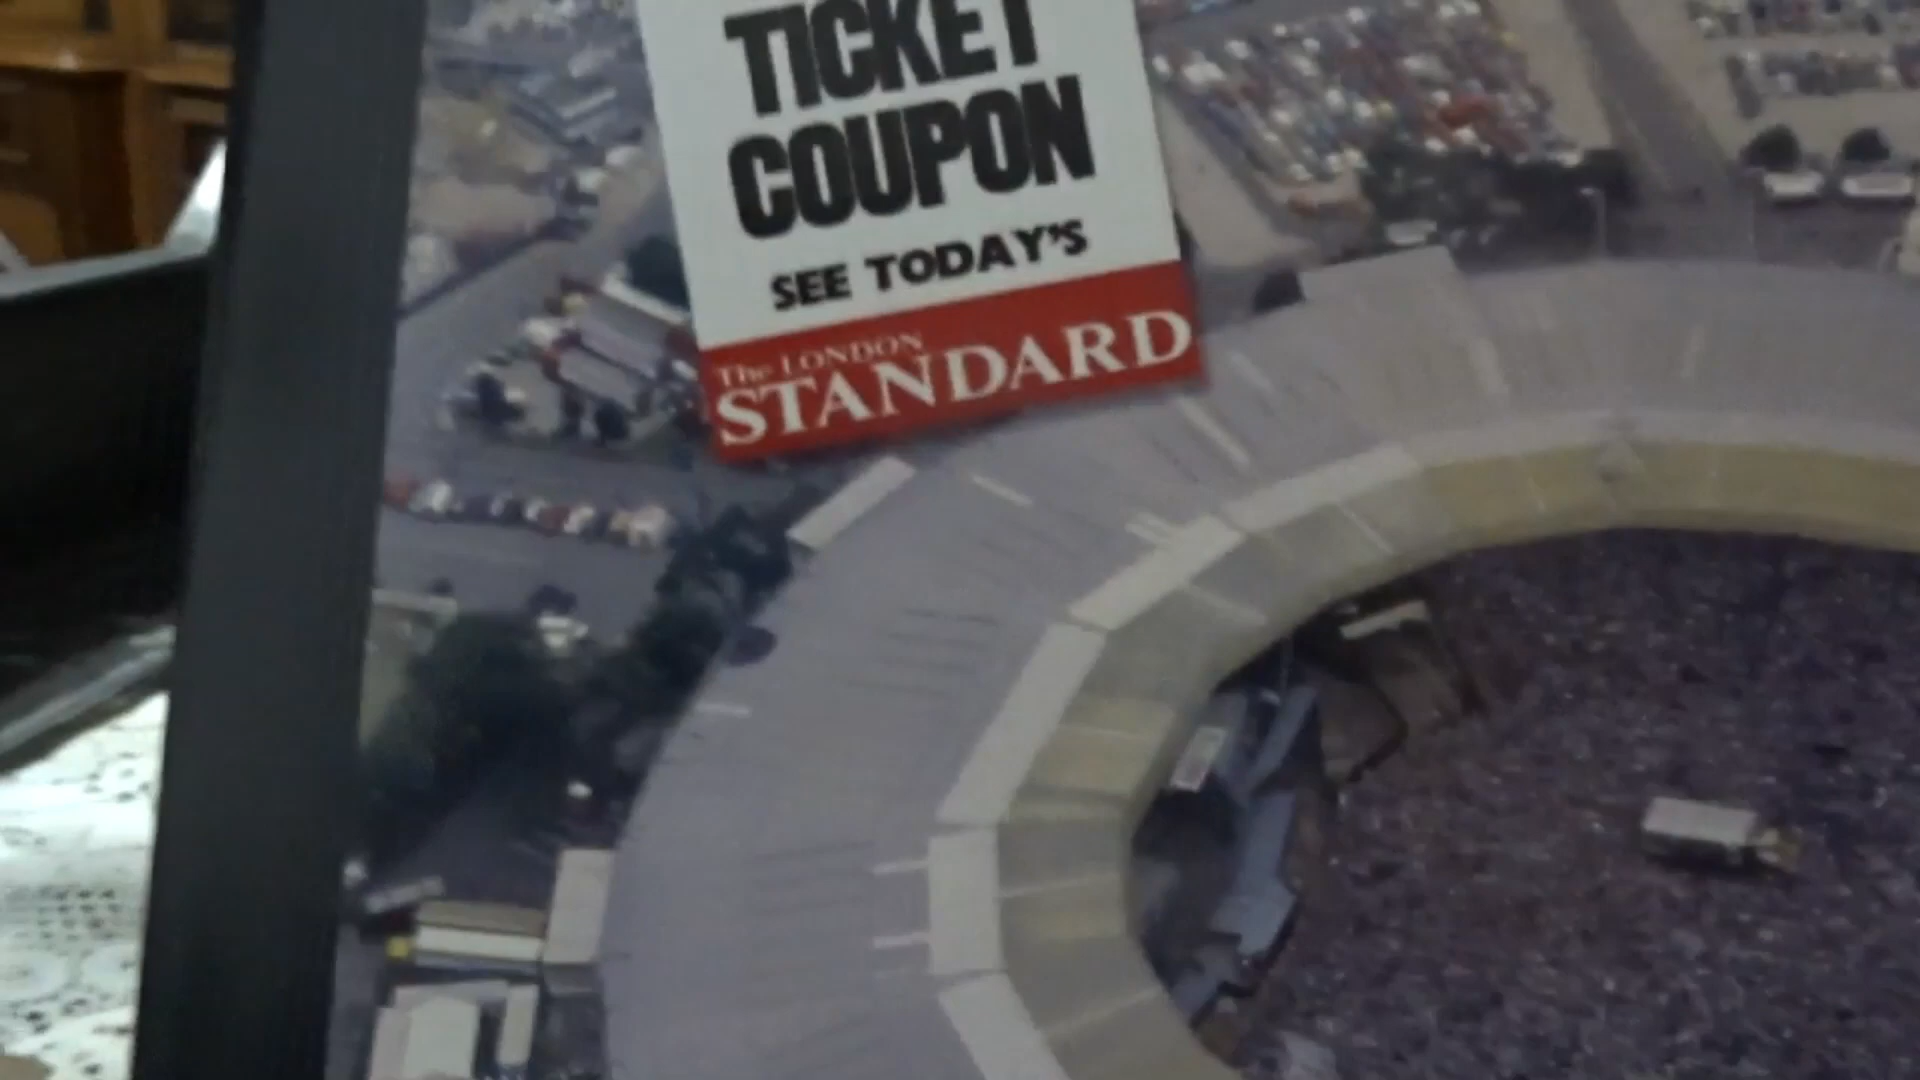 TICKET
COUPON
SEE TODAY'S
The LONDON
STANDARD